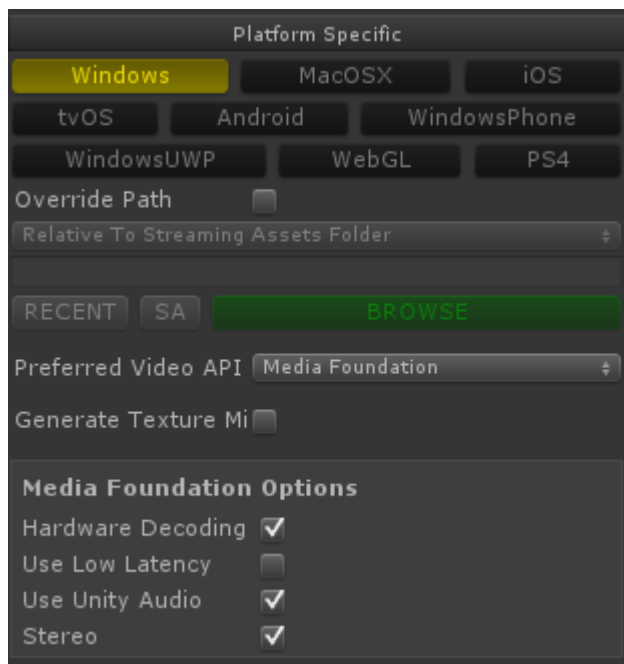 Platform Specific
Windows MacOSX iOS
tvOS Android WindowsPhone
WindowsUWP WebGL PS4
Override Path
Relative To Streaming Assets Folder
RECENT SA BROWSE
Preferred Video API Media Foundation
Generate Texture Mi
Media Foundation Options
Hardware Decoding
Use Low Latency
Use Unity Audio
Stereo